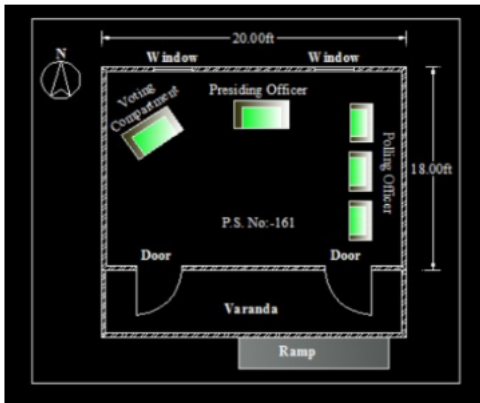 20.00ft
N
Window
Window
Voting
Compartment
Presiding Officer
Polling Officer
18.00ft
P.S. No:-161
Door
Door
Varanda
Ramp